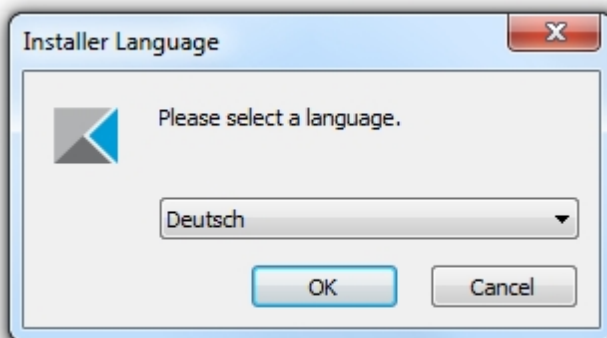 Installer Language
Please select a language.
Deutsch
OK
Cancel